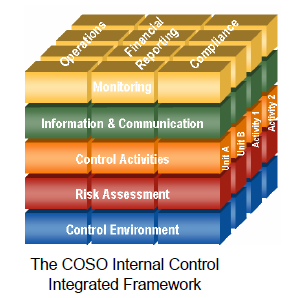 Operations
Financial
Reporting
Compliance
Monitoring
Information & Communication
Control Activities
Risk Assessment
Control Environment
Unit A
Unit B
Activity 1
Activity 2
The COSO Internal Control
Integrated Framework